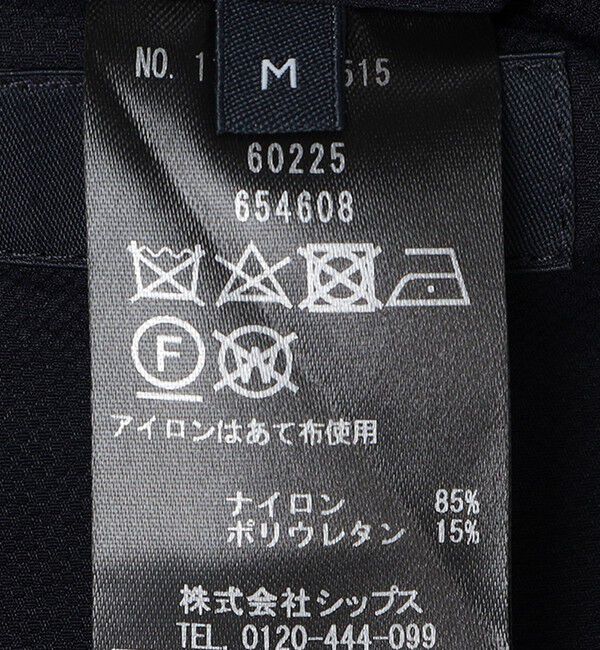 NO. 1
M
515
60225
654608
F
W
アイロンはあて布使用
ナイロン 85%
ポリウレタン 15%
株式会社シップス
TEL. 0120-444-099